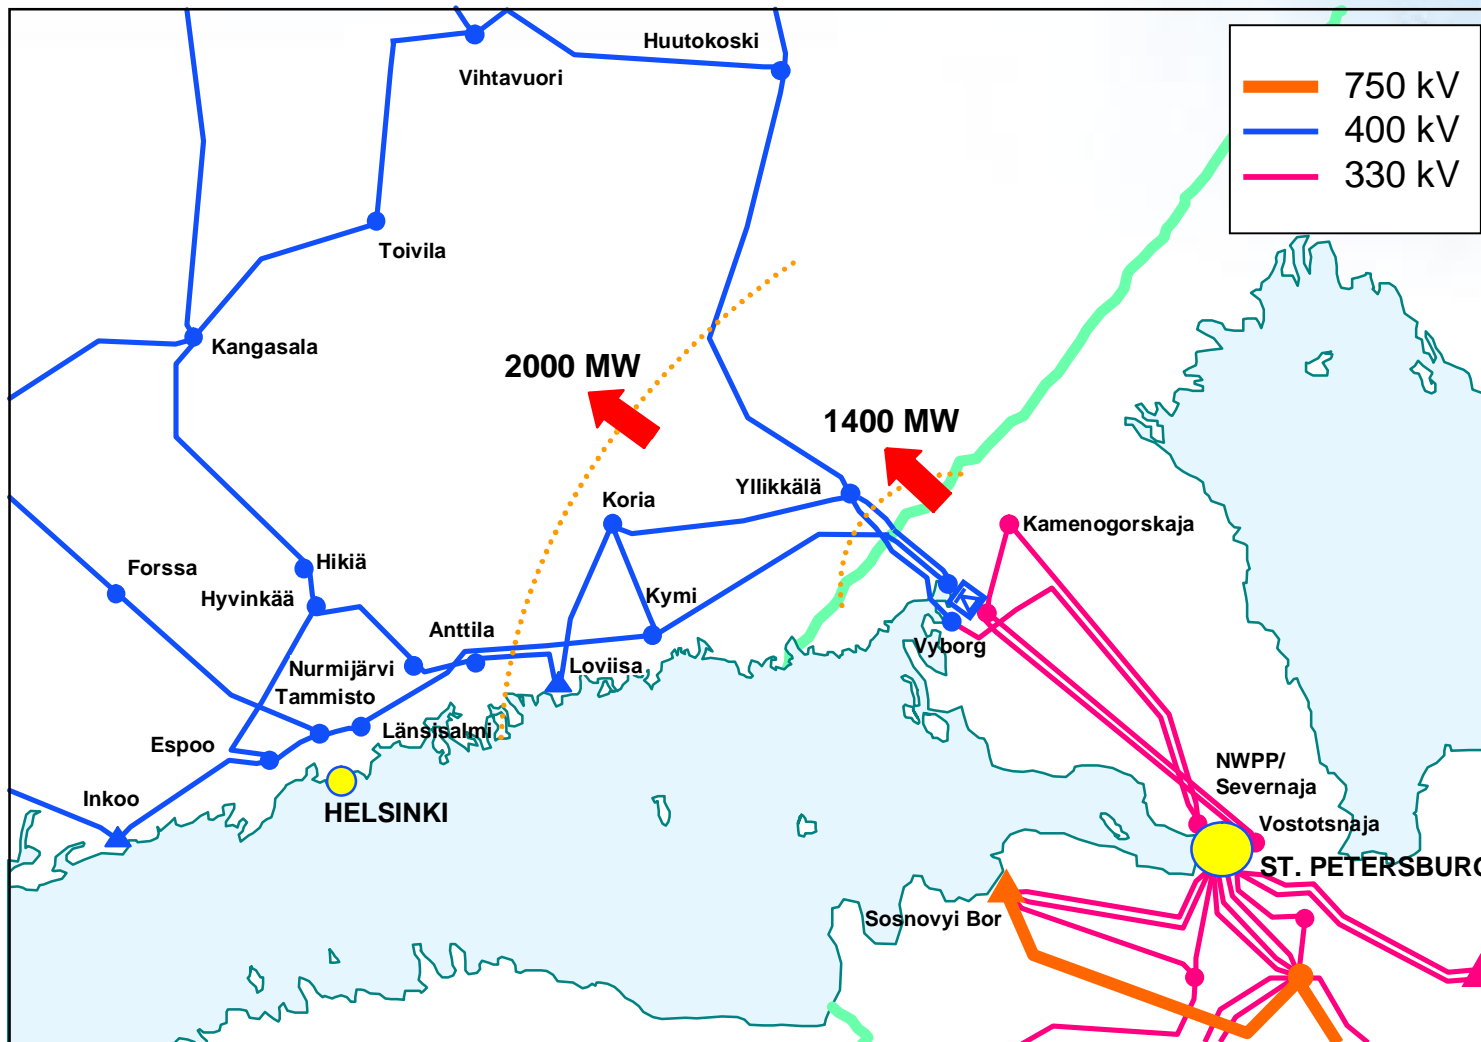 Huutokoski
Vihtavuori
750 kV
400 kV
330 kV
Toivila
Kangasala
2000 MW
1400 MW
Yllikkälä
Koria
Kamenogorskaja
Forssa
Hikiä
Hyvinkää
Kymi
Anttila
Vyborg
Nurmijärvi
Loviisa
Tammisto
Länsisalmi
Espoo
NWPP/
Severnaja
Inkoo
HELSINKI
Vostotsnaja
ST. PETERSBURG
Sosnovyi Bor